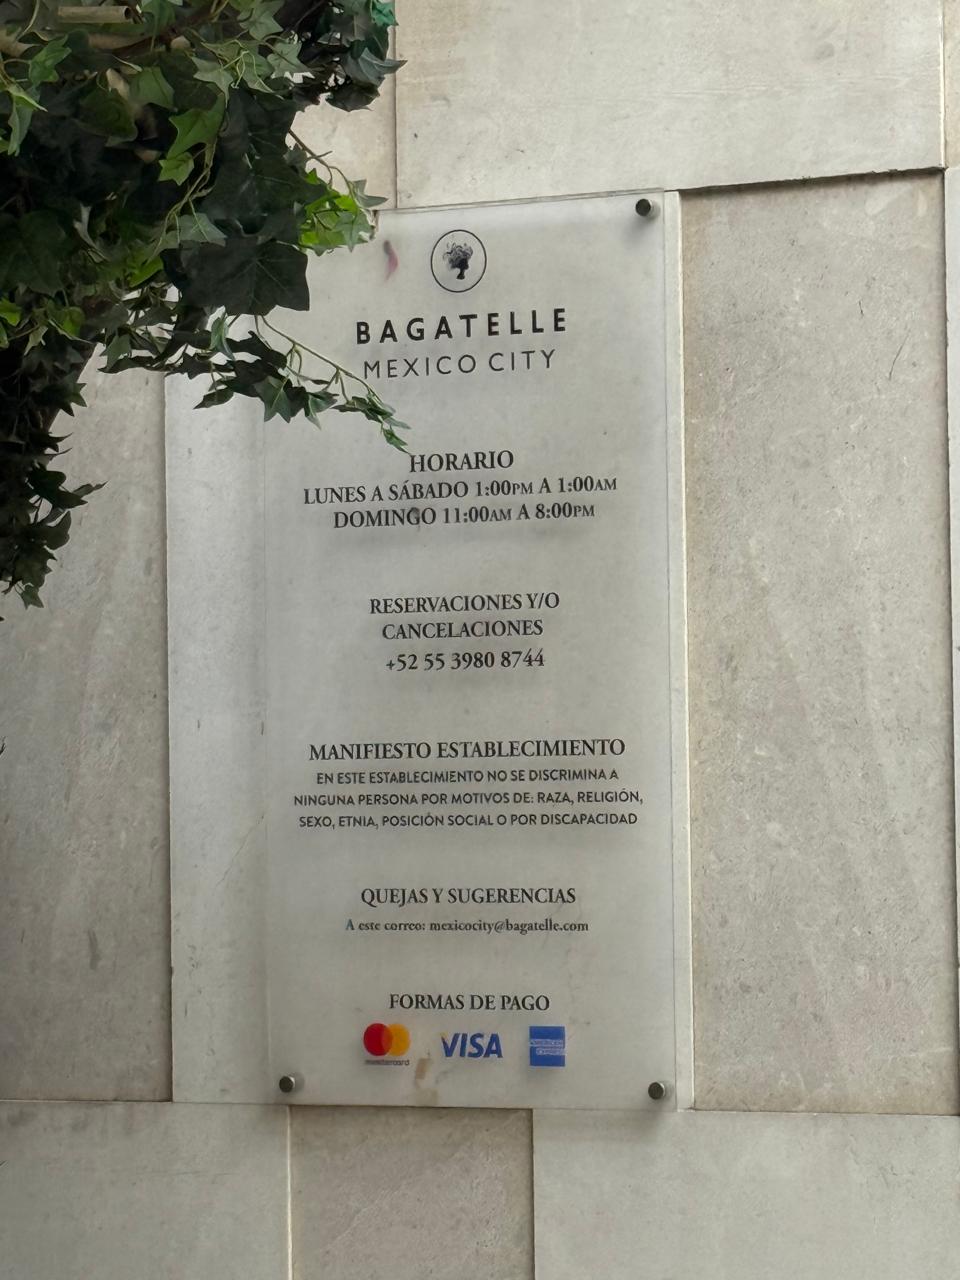 BAGATELLE
MEXICO CITY
HORARIO
LUNES A SÁBADO 1:00PM A 1:00AM
DOMINGO 11:00AM A 8:00PM
RESERVACIONES Y/O
CANCELACIONES
+52 55 3980 8744
MANIFIESTO ESTABLECIMIENTO
EN ESTE ESTABLECIMIENTO NO SE DISCRIMINA A
NINGUNA PERSONA POR MOTIVOS DE: RAZA, RELIGIÓN,
SEXO, ETNIA, POSICIÓN SOCIAL O POR DISCAPACIDAD
QUEJAS Y SUGERENCIAS
A este correo: mexicocity@bagatelle.com
FORMAS DE PAGO
mastercard VISA AMERICAN EXPRESS